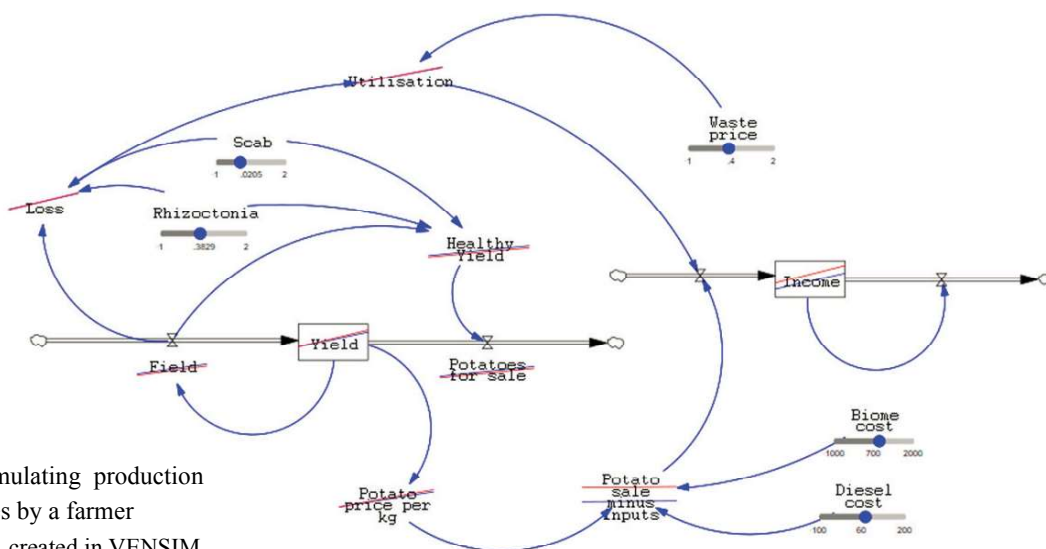 Utilisation
Waste
price
1 .4 2
Scab
1 .0205 2
Loss
Rhizoctonia
1 .3829 2
Healthy
Yield
Income
Yield
Field
Potatoes
for sale
Biome
cost
1000 700 2000
Potato
price per
kg
Potato
sale
minus
inputs
Diesel
cost
100 60 200
mulating production
s by a farmer
created in VENSIM